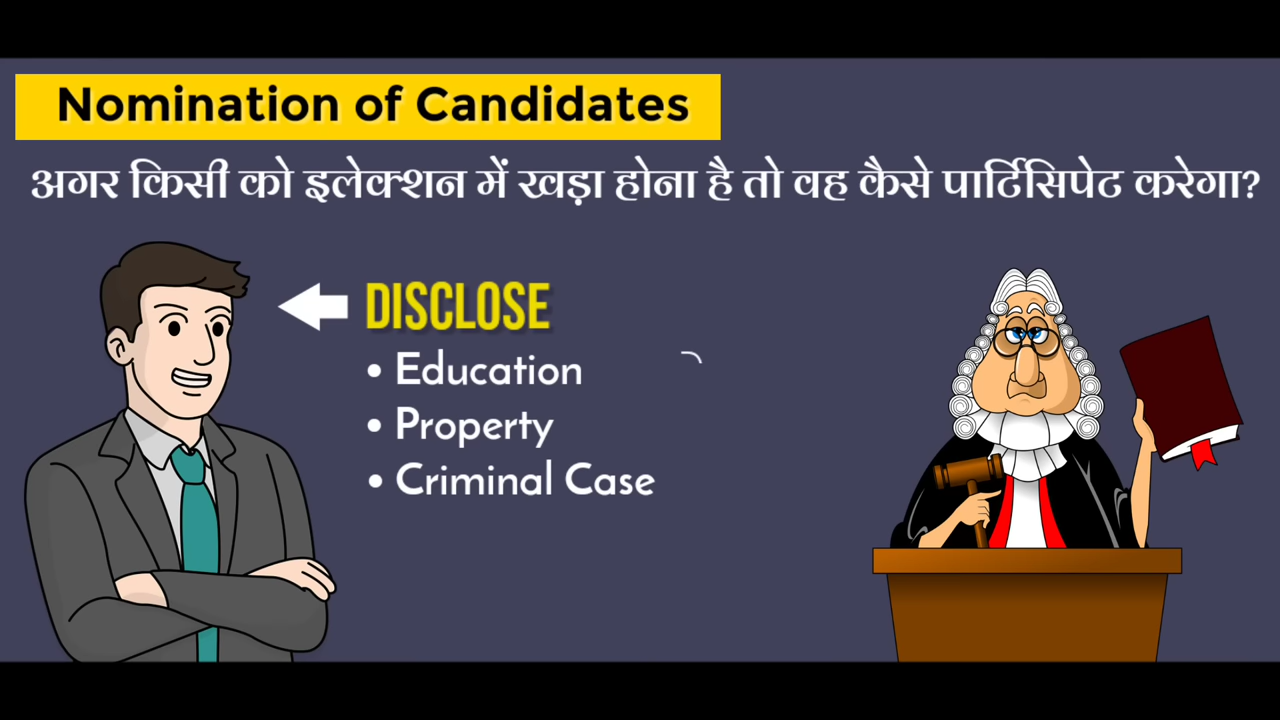 Nomination of Candidates
अगर किसी को इलेक्शन में खड़ा होना है तो वह कैसे पार्टिसिपेट करेगा?
DISCLOSE
• Education
• Property
• Criminal Case